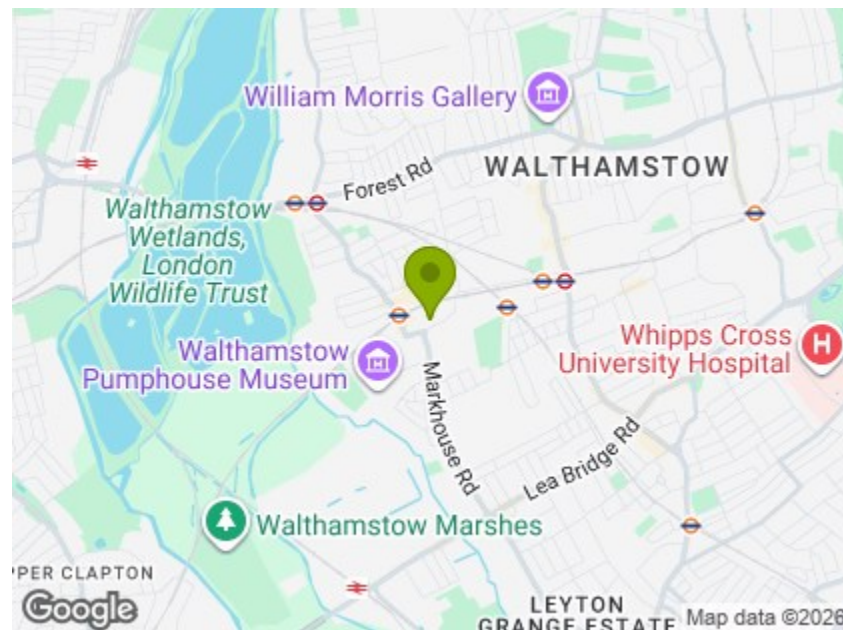 William Morris Gallery
WALTHAMSTOW
Forest Rd
Walthamstow
Wetlands,
London
Wildlife Trust
Whipps Cross
University Hospital
H
Walthamstow
Pumphouse Museum
Markhouse Rd
Lea Bridge Rd
Walthamstow Marshes
PPER CLAPTON
LEYTON
GRANGE ESTATE
Google
Map data ©2026